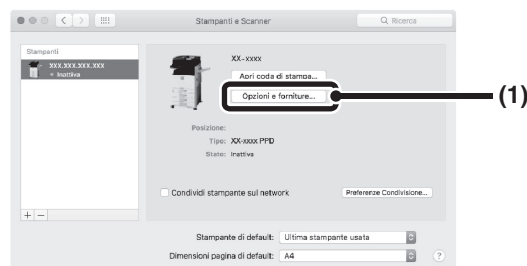 Stampanti e Scanner
Ricerca
Stampanti
XXX.XXX.XXX.XXX
Inattiva
XX-xxxx
Apri coda di stampa...
Opzioni e forniture...
(1)
Posizione:
Tipo: XX-xxxx PPD
Stato: Inattiva
Condividi stampante sul network
Preferenze Condivisione...
+ −
Stampante di default: Ultima stampante usata
Dimensioni pagina di default: A4
?